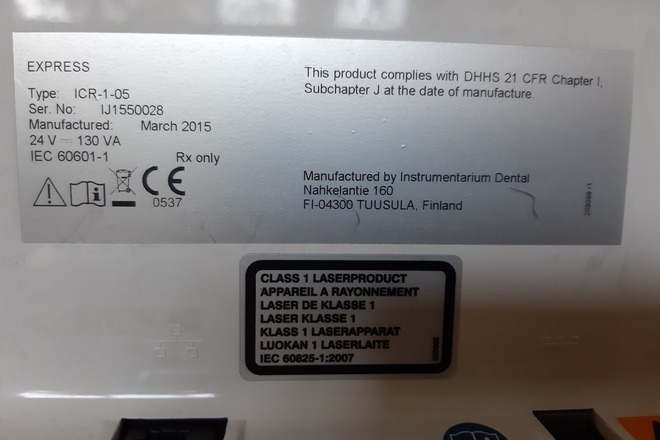 EXPRESS
Type: ICR-1-05
Ser. No: IJ1550028
Manufactured: March 2015
24 V 130 VA
IEC 60601-1 Rx only
CE
0537
This product complies with DHHS 21 CFR Chapter I,
Subchapter J at the date of manufacture.
Manufactured by Instrumentarium Dental
Nahkelantie 160
FI-04300 TUUSULA, Finland
CLASS 1 LASERPRODUCT
APPAREIL A RAYONNEMENT
LASER DE KLASSE 1
LASER KLASSE 1
KLASS 1 LASERAPPARAT
LUOKAN 1 LASERLAITE
IEC 60825-1:2007